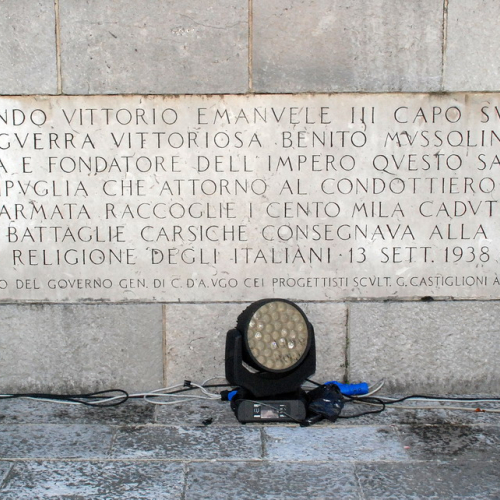 NDO VITTORIO EMANVELE III CAPO S
GVERRA VITTORIOSA BENITO MVSSOLIN
A E FONDATORE DELL'IMPERO QVESTO SA
PVGLIA CHE ATTORNO AL CONDOTTIERO
ARMATA RACCOGLIE I CENTO MILA CADVT
BATTAGLIE CARSICHE CONSEGNAVA ALLA
RELIGIONE DEGLI ITALIANI · 13 SETT. 1938
O DEL GOVERNO GEN. DI C. D'A. VGO CEI PROGETTISTI SCVLT. G. CASTIGLIONI A